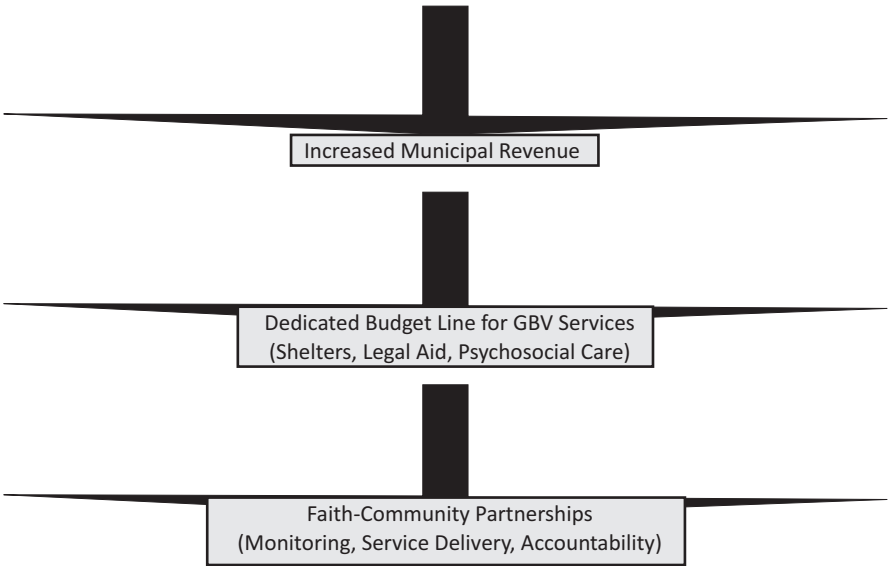 Increased Municipal Revenue
Dedicated Budget Line for GBV Services
(Shelters, Legal Aid, Psychosocial Care)
Faith-Community Partnerships
(Monitoring, Service Delivery, Accountability)